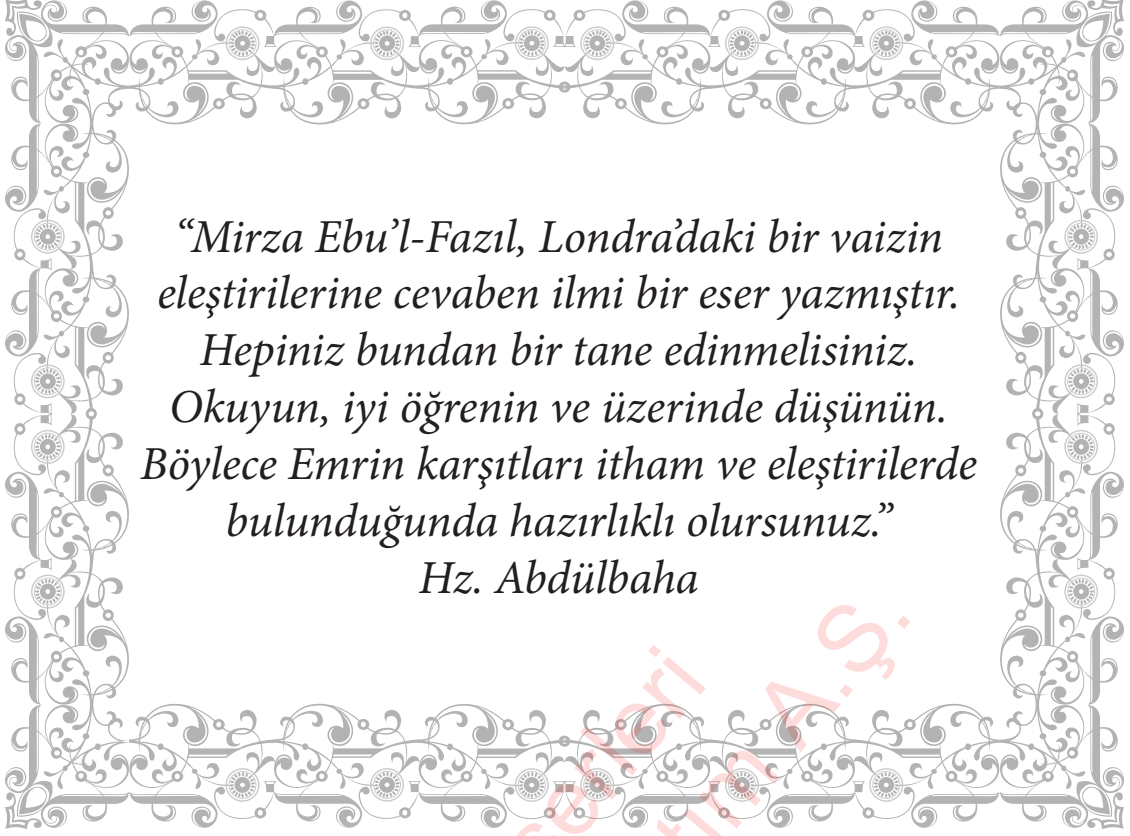 “Mirza Ebu’l-Fazıl, Londra’daki bir vaizin
eleştirilerine cevaben ilmi bir eser yazmıştır.
Hepiniz bundan bir tane edinmelisiniz.
Okuyun, iyi öğrenin ve üzerinde düşünün.
Böylece Emrin karşıtları itham ve eleştirilerde
bulunduğunda hazırlıklı olursunuz.”
Hz. Abdülbaha
A.Ş.